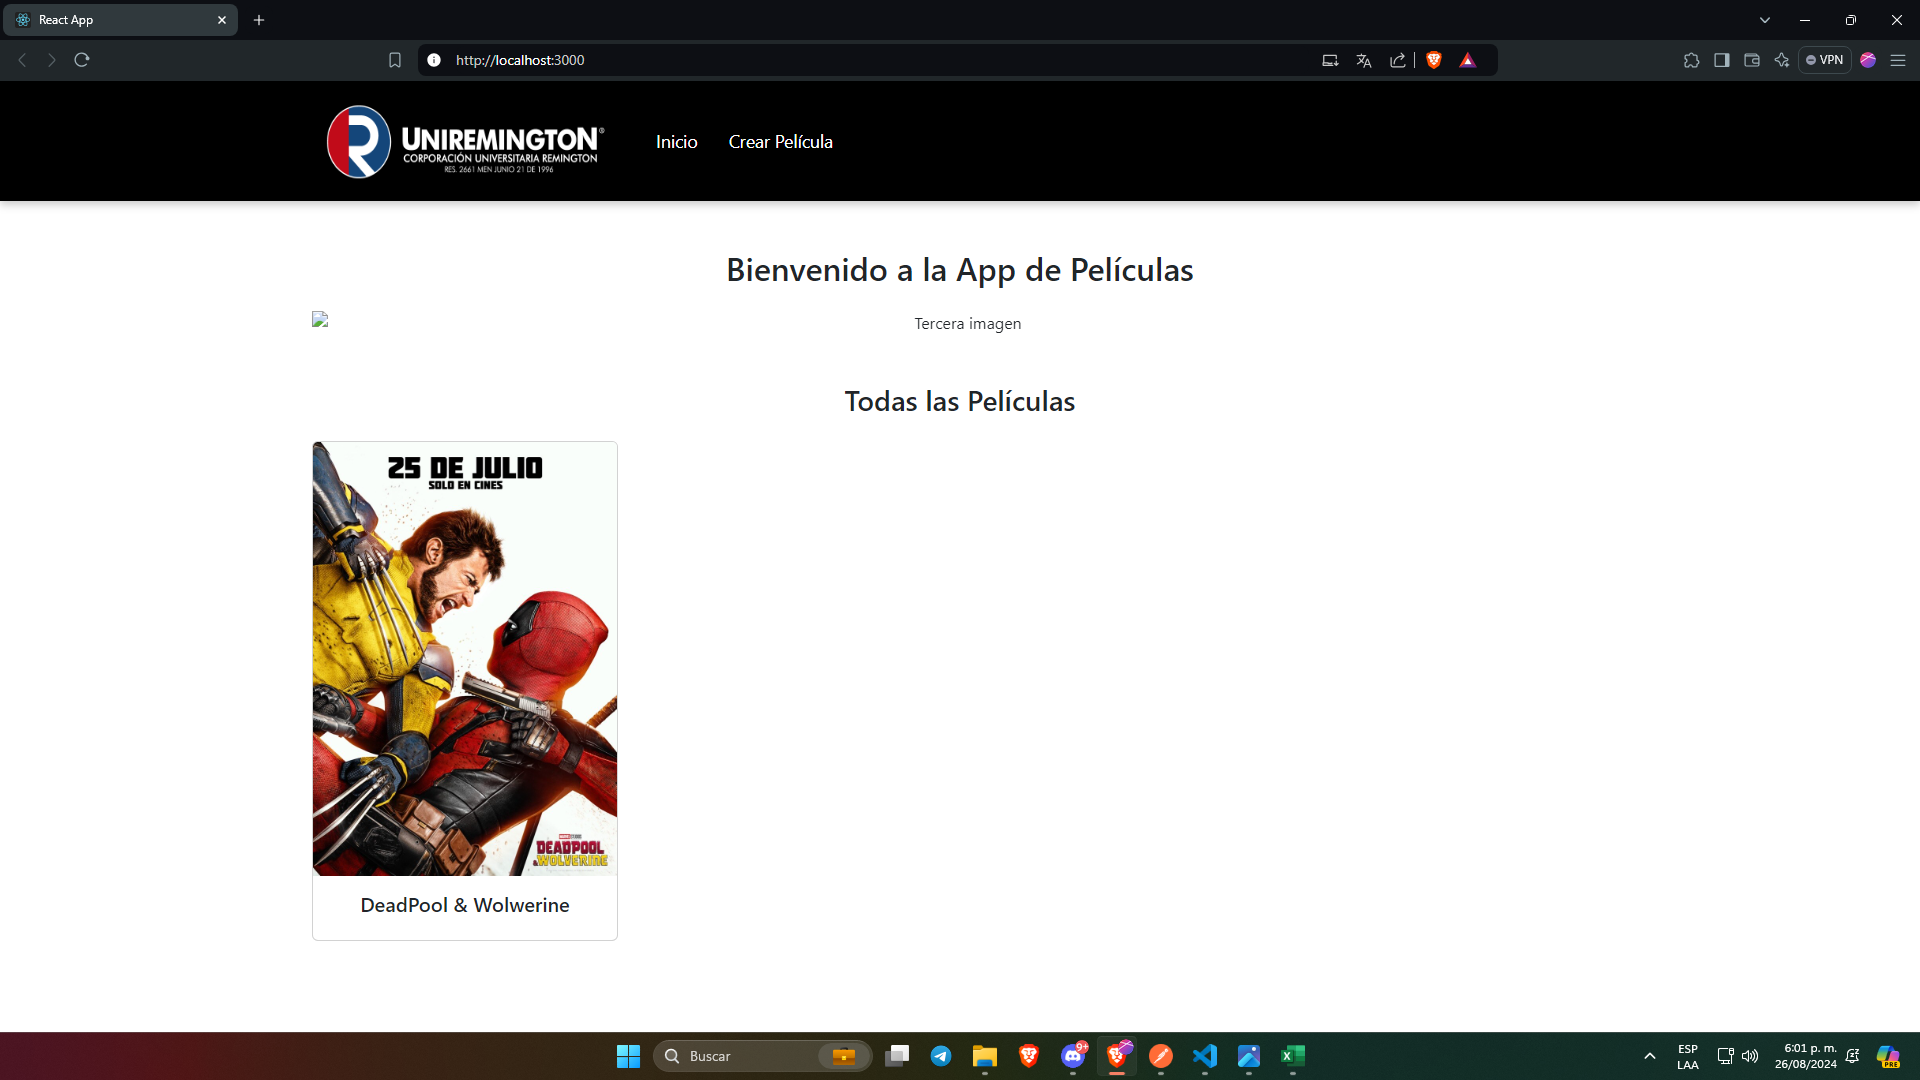 React App
http://localhost:3000
VPN
R
UNIREMINGTON®
CORPORACIÓN UNIVERSITARIA REMINGTON
RES. 2661 MEN JUNIO 21 DE 1996
Inicio
Crear Película
Bienvenido a la App de Películas
Tercera imagen
Todas las Películas
25 DE JULIO
SOLO EN CINES
DEADPOOL
& WOLVERINE
DeadPool & Wolwerine
Buscar
9+
ESP
LAA
6:01 p. m.
26/08/2024
PRE